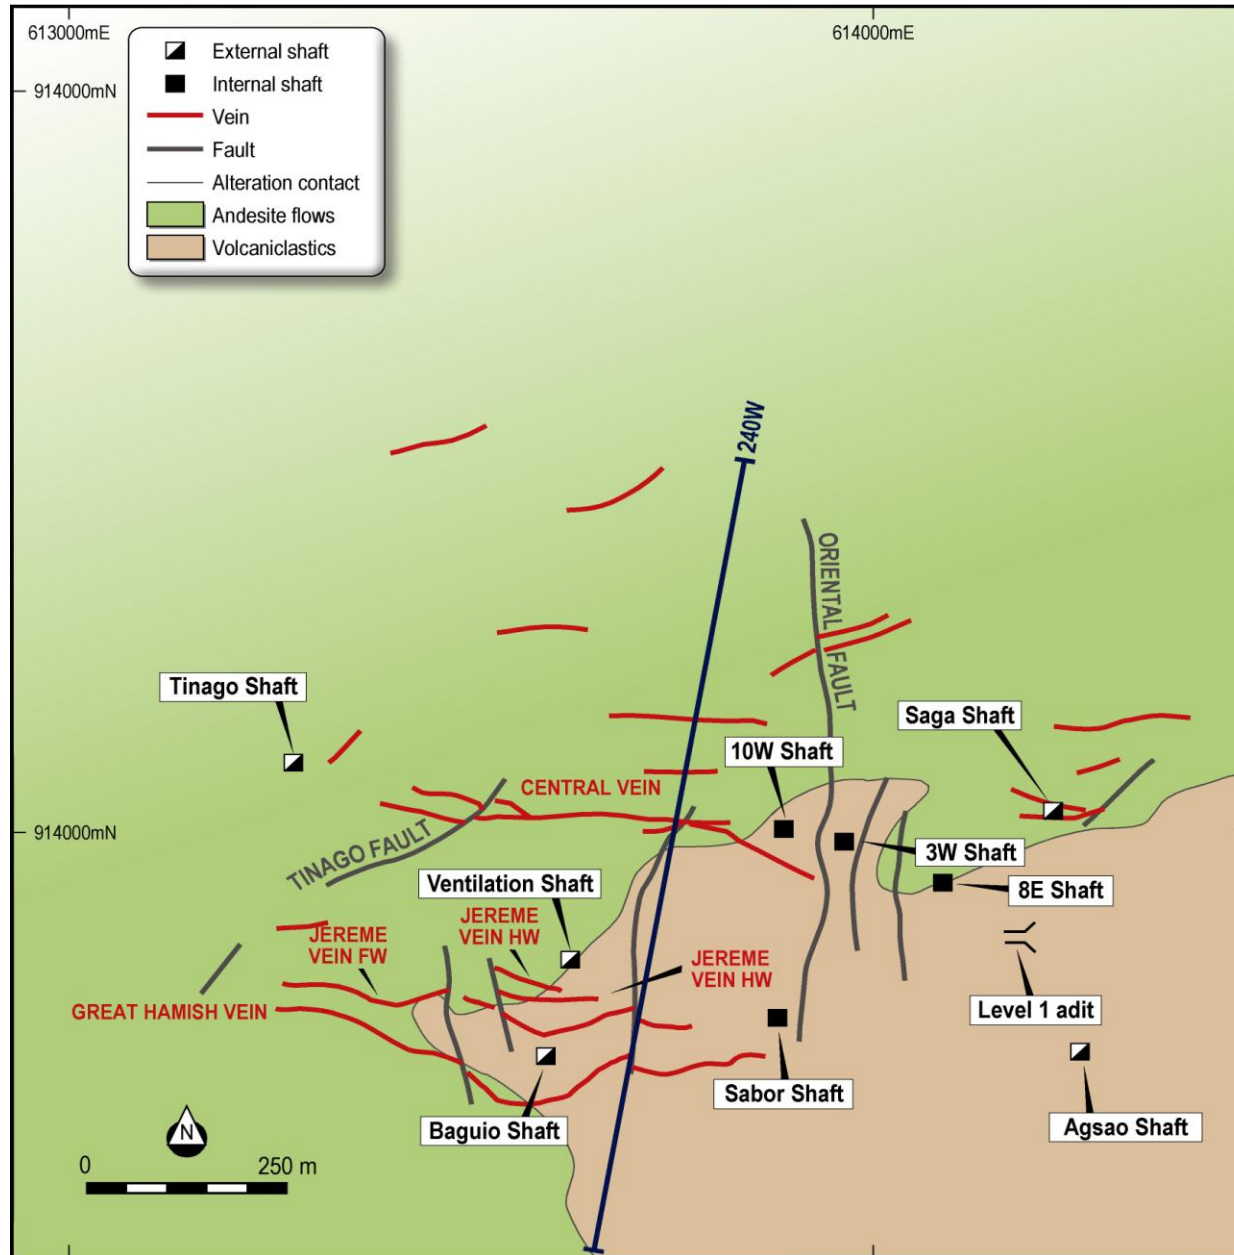 613000mE
614000mE
914000mN
External shaft
Internal shaft
Vein
Fault
Alteration contact
Andesite flows
Volcaniclastics
240W
ORIENTAL FAULT
Tinago Shaft
Saga Shaft
10W Shaft
CENTRAL VEIN
914000mN
TINAGO FAULT
3W Shaft
Ventilation Shaft
8E Shaft
JEREME
VEIN FW
JEREME
VEIN HW
JEREME
VEIN HW
GREAT HAMISH VEIN
Level 1 adit
Sabor Shaft
Baguio Shaft
Agsao Shaft
N
0 250 m